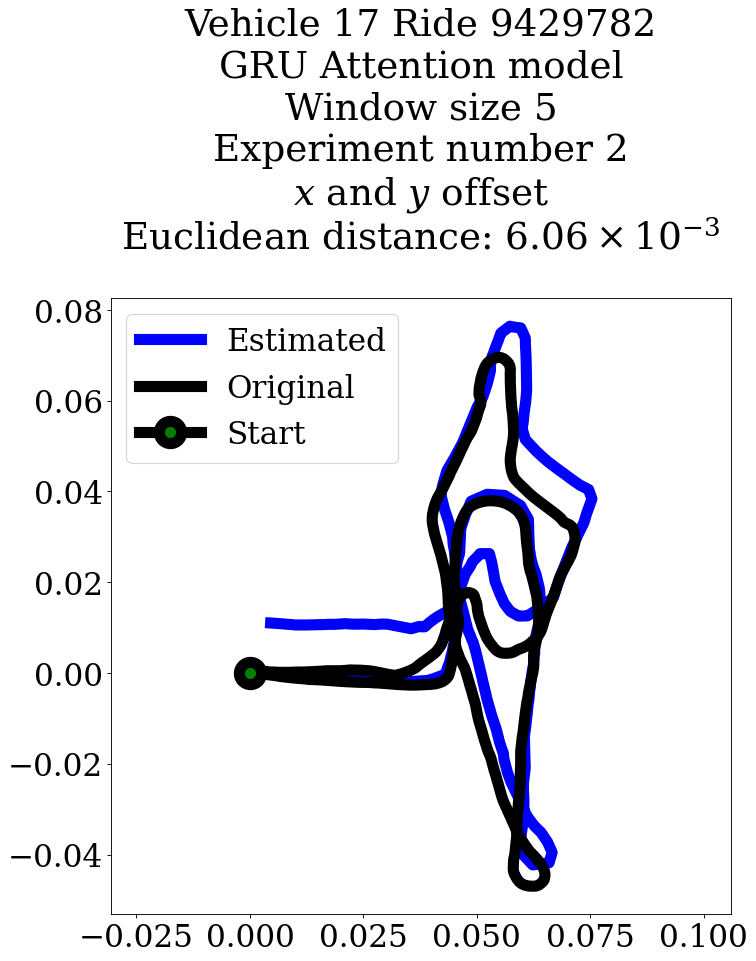 Vehicle 17 Ride 9429782
GRU Attention model
Window size 5
Experiment number 2
x and y offset
Euclidean distance: 6.06 × 10⁻³
Estimated
Original
Start
0.08
0.06
0.04
0.02
0.00
−0.02
−0.04
−0.025 0.000 0.025 0.050 0.075 0.100